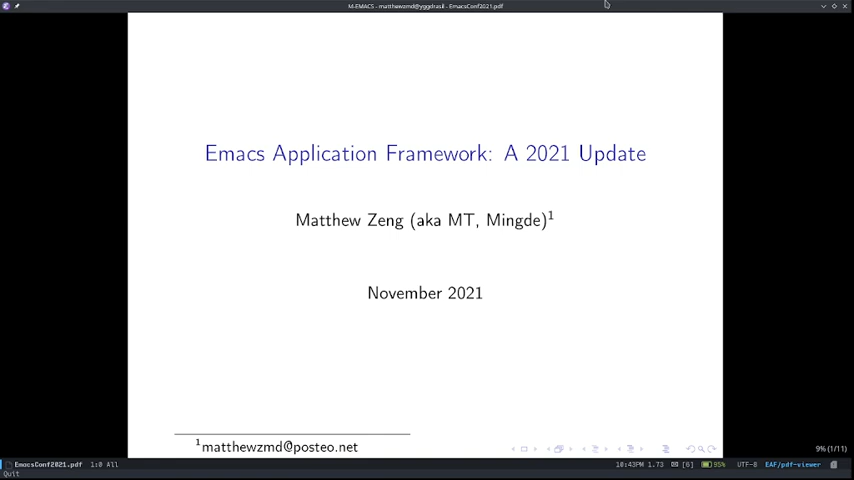 M-EMACS - matthewzmd@yggdrasil - EmacsConf2021.pdf
Emacs Application Framework: A 2021 Update
Matthew Zeng (aka MT, Mingde)¹
November 2021
¹matthewzmd@posteo.net
9% (1/11)
EmacsConf2021.pdf 1:0 All 10:43PM 1.73 [6] 95% UTF-8 EAF/pdf-viewer
Quit